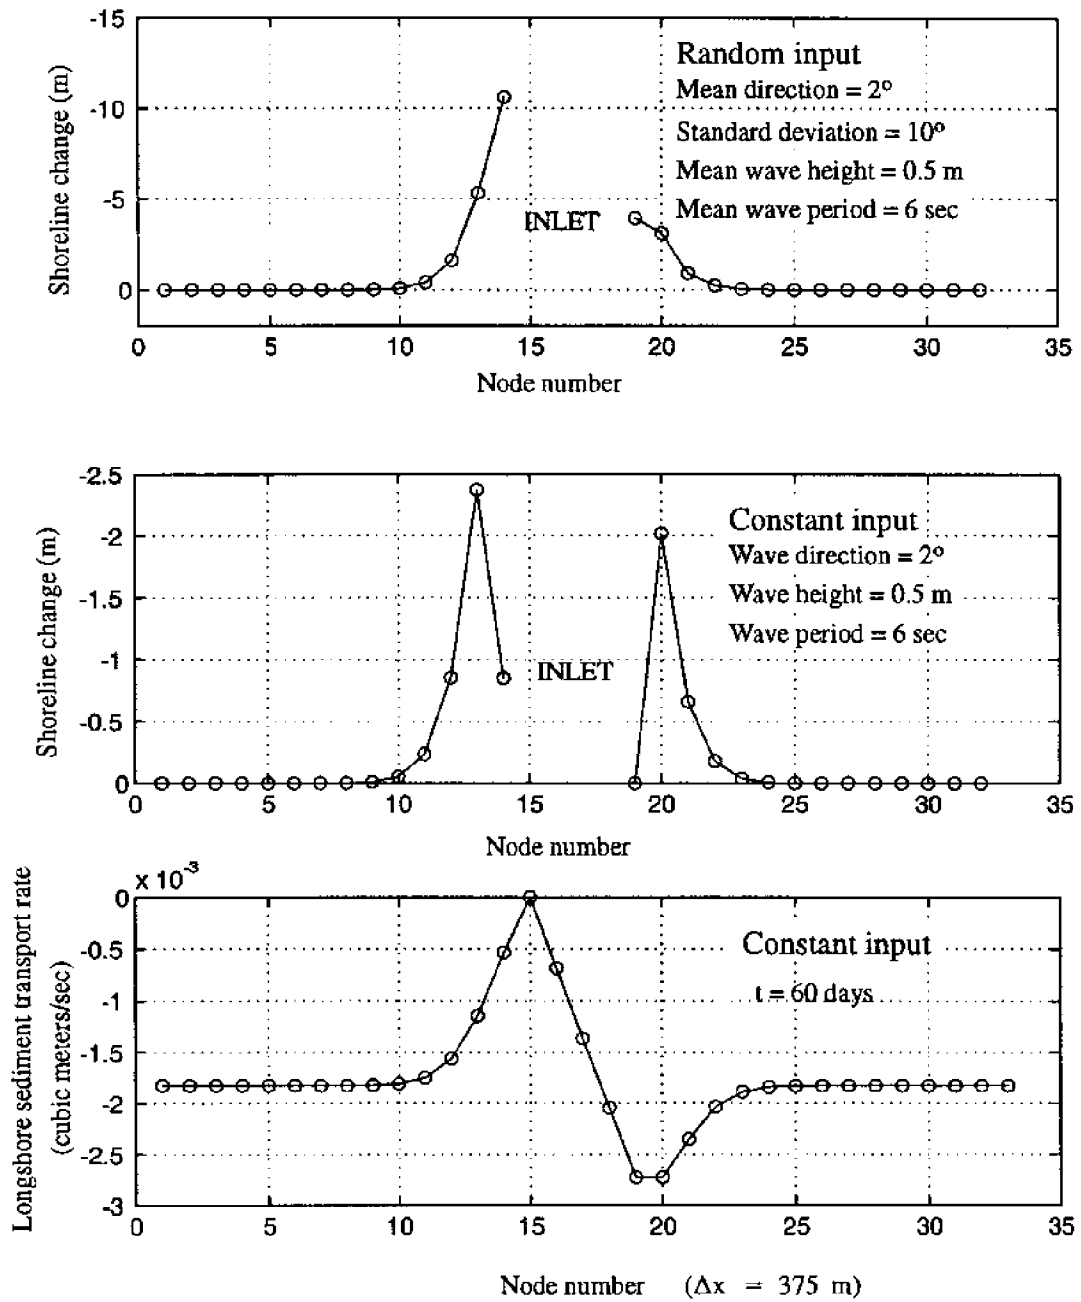 -15
-10
-5
0
Shoreline change (m)
Random input
Mean direction = 2º
Standard deviation = 10º
Mean wave height = 0.5 m
Mean wave period = 6 sec
INLET
0 5 10 15 20 25 30 35
Node number
-2.5
-2
-1.5
-1
-0.5
0
Shoreline change (m)
Constant input
Wave direction = 2º
Wave height = 0.5 m
Wave period = 6 sec
INLET
0 5 10 15 20 25 30 35
Node number
x 10-3
0
-0.5
-1
-1.5
-2
-2.5
-3
Longshore sediment transport rate
(cubic meters/sec)
Constant input
t = 60 days
0 5 10 15 20 25 30 35
Node number (Δx = 375 m)